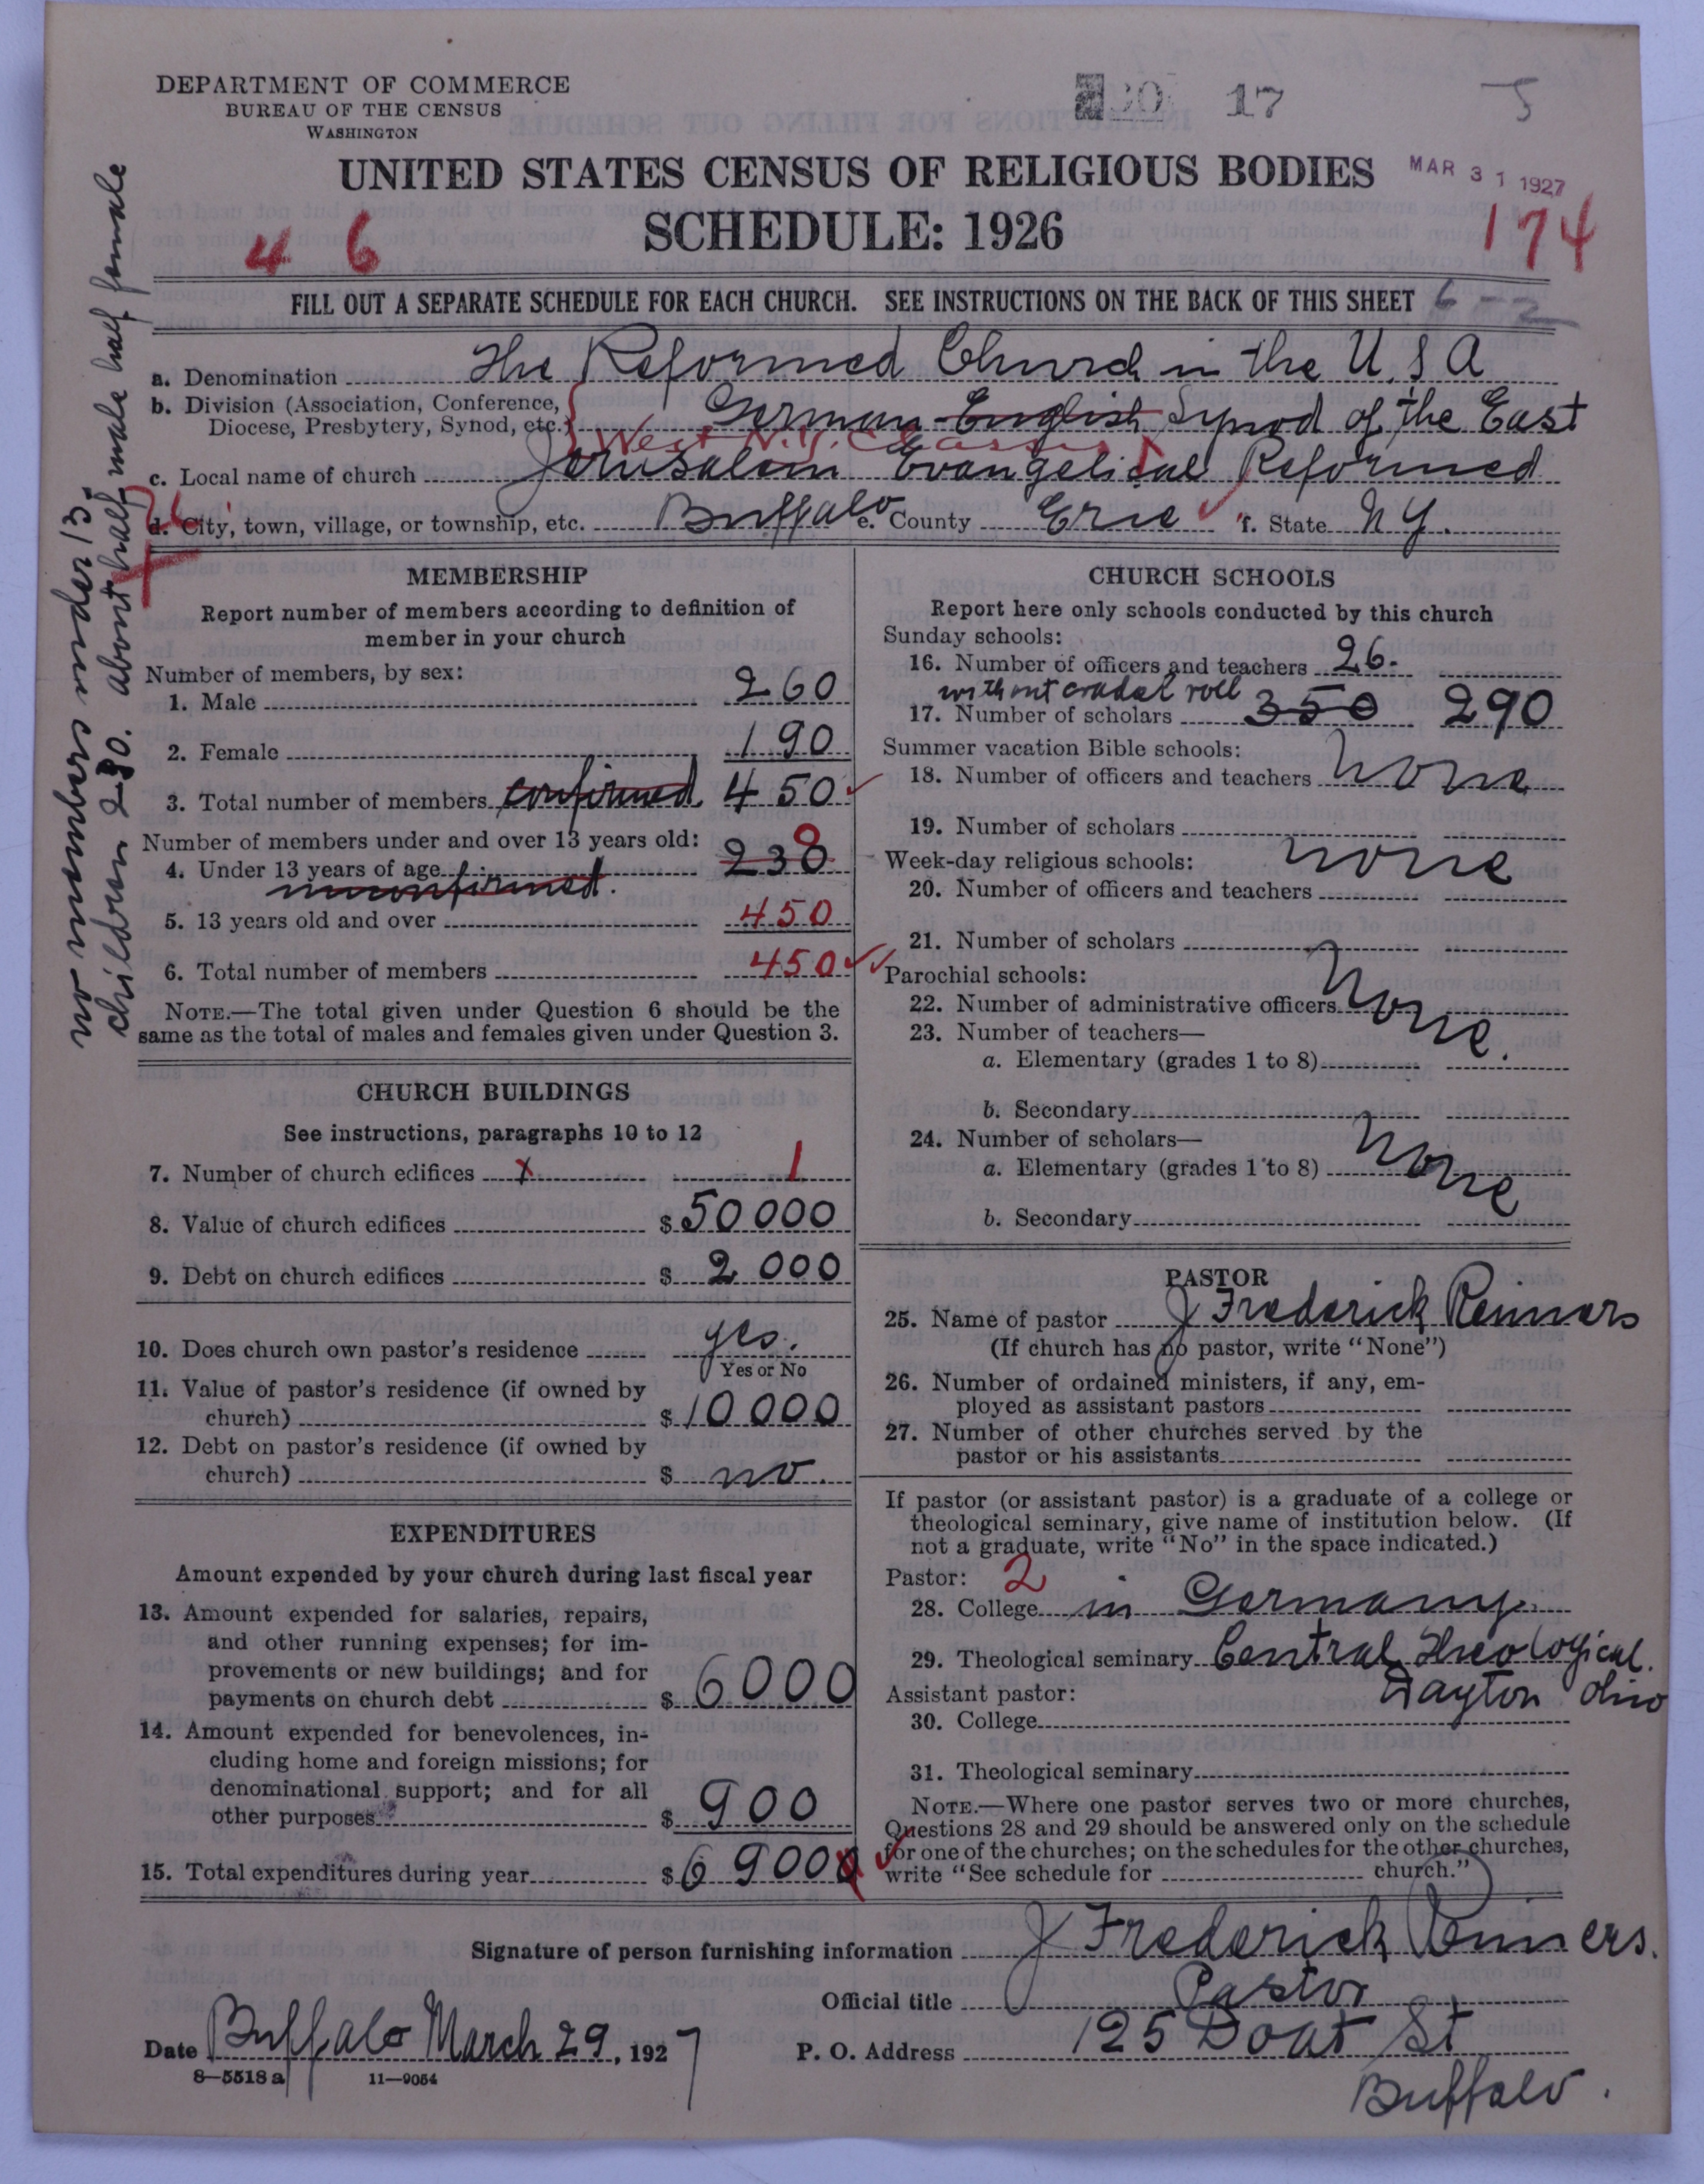 DEPARTMENT OF COMMERCE
BUREAU OF THE CENSUS
WASHINGTON
17
5
UNITED STATES CENSUS OF RELIGIOUS BODIES
MAR 31 1927
SCHEDULE: 1926
4 6
174
FILL OUT A SEPARATE SCHEDULE FOR EACH CHURCH. SEE INSTRUCTIONS ON THE BACK OF THIS SHEET
a. Denomination The Reformed Church in the U.S.A
b. Division (Association, Conference, Diocese, Presbytery, Synod, etc.) German English Synod of the East
West N.Y. Classis
c. Local name of church Jerusalem Evangelical Reformed
d. City, town, village, or township, etc. Buffalo e. County Erie f. State N.Y.
no members under 13
children 230. about half male half female
MEMBERSHIP
Report number of members according to definition of
member in your church
Number of members, by sex:
1. Male 260
2. Female 190
3. Total number of members confirmed 450
Number of members under and over 13 years old:
4. Under 13 years of age 230
unconfirmed.
5. 13 years old and over 450
6. Total number of members 450
NOTE.—The total given under Question 6 should be the
same as the total of males and females given under Question 3.
CHURCH BUILDINGS
See instructions, paragraphs 10 to 12
7. Number of church edifices x 1
8. Value of church edifices $ 50 000
9. Debt on church edifices $ 2 000
10. Does church own pastor's residence yes.
Yes or No
11. Value of pastor's residence (if owned by
church) $ 10 000
12. Debt on pastor's residence (if owned by
church) $ no.
EXPENDITURES
Amount expended by your church during last fiscal year
13. Amount expended for salaries, repairs,
and other running expenses; for im-
provements or new buildings; and for
payments on church debt $ 6000
14. Amount expended for benevolences, in-
cluding home and foreign missions; for
denominational support; and for all
other purposes $ 900
15. Total expenditures during year $ 6 900
CHURCH SCHOOLS
Report here only schools conducted by this church
Sunday schools:
16. Number of officers and teachers 26.
without cradal roll
17. Number of scholars 350 290
Summer vacation Bible schools:
18. Number of officers and teachers none
19. Number of scholars
Week-day religious schools: none
20. Number of officers and teachers
21. Number of scholars
Parochial schools:
22. Number of administrative officers none.
23. Number of teachers—
a. Elementary (grades 1 to 8)
b. Secondary
24. Number of scholars—
a. Elementary (grades 1 to 8) none
b. Secondary
PASTOR
25. Name of pastor J Frederick Reiners
(If church has no pastor, write "None")
26. Number of ordained ministers, if any, em-
ployed as assistant pastors
27. Number of other churches served by the
pastor or his assistants
If pastor (or assistant pastor) is a graduate of a college or
theological seminary, give name of institution below. (If
not a graduate, write "No" in the space indicated.)
Pastor: 2
28. College in Germany.
29. Theological seminary Central Theological.
Dayton Ohio
Assistant pastor:
30. College
31. Theological seminary
NOTE.—Where one pastor serves two or more churches,
Questions 28 and 29 should be answered only on the schedule
for one of the churches; on the schedules for the other churches,
write "See schedule for church."
Signature of person furnishing information J Frederick Reiners.
Official title Pastor
Date Buffalo March 29, 1927
P. O. Address 125 Doat St
Buffalo.
8—5518 a 11—9054